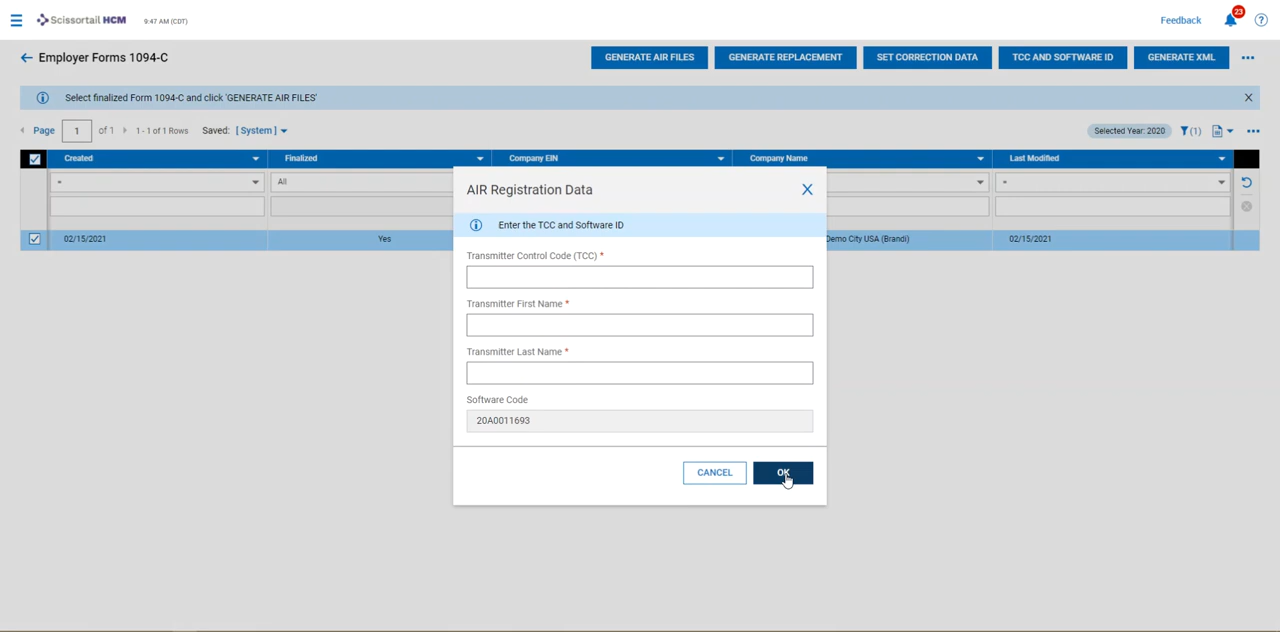 Scissortail HCM 9:47 AM (CDT) Feedback 23 ?
Employer Forms 1094-C GENERATE AIR FILES GENERATE REPLACEMENT SET CORRECTION DATA TCC AND SOFTWARE ID GENERATE XML
Select finalized Form 1094-C and click 'GENERATE AIR FILES'
Page 1 of 1 1 - 1 of 1 Rows Saved: [ System ] Selected Year: 2020 (1)
Created Finalized Company EIN Company Name Last Modified
= All =
02/15/2021 Yes Demo City USA (Brandi) 02/15/2021
AIR Registration Data
Enter the TCC and Software ID
Transmitter Control Code (TCC) *
Transmitter First Name *
Transmitter Last Name *
Software Code
20A0011693
CANCEL OK